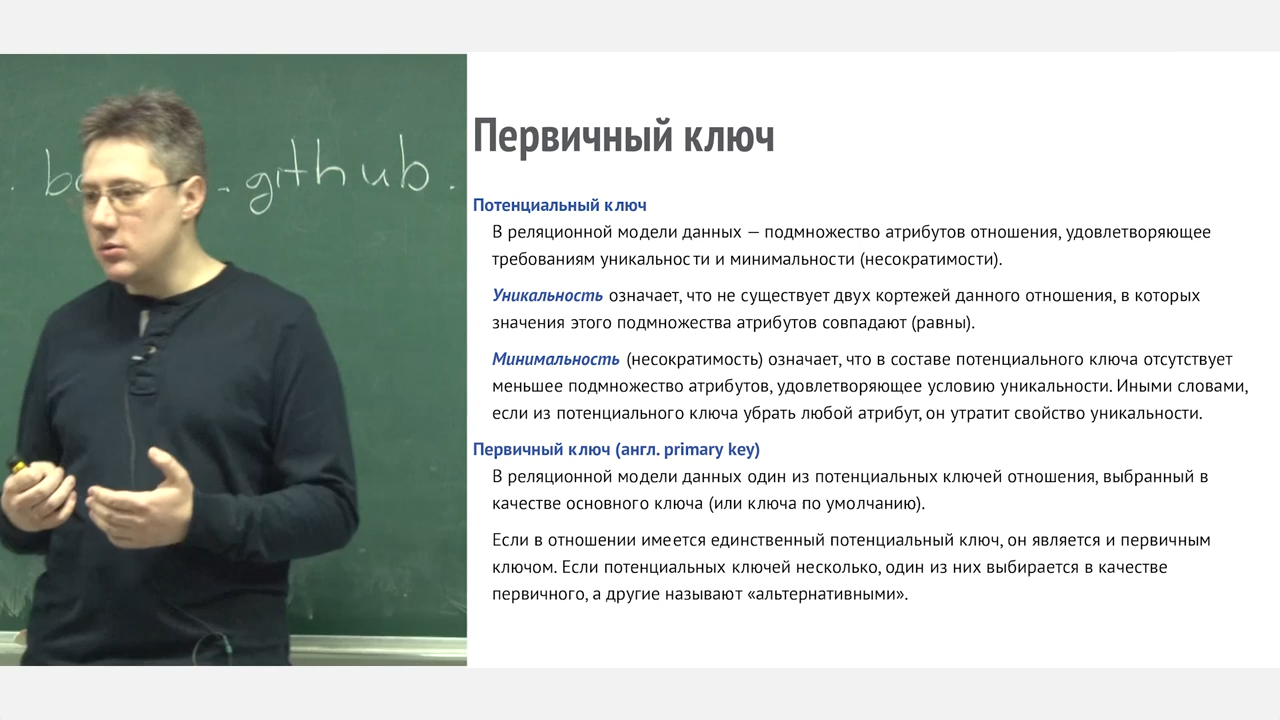 .github.
Первичный ключ
Потенциальный ключ
В реляционной модели данных — подмножество атрибутов отношения, удовлетворяющее
требованиям уникальности и минимальности (несократимости).
Уникальность означает, что не существует двух кортежей данного отношения, в которых
значения этого подмножества атрибутов совпадают (равны).
Минимальность (несократимость) означает, что в составе потенциального ключа отсутствует
меньшее подмножество атрибутов, удовлетворяющее условию уникальности. Иными словами,
если из потенциального ключа убрать любой атрибут, он утратит свойство уникальности.
Первичный ключ (англ. primary key)
В реляционной модели данных один из потенциальных ключей отношения, выбранный в
качестве основного ключа (или ключа по умолчанию).
Если в отношении имеется единственный потенциальный ключ, он является и первичным
ключом. Если потенциальных ключей несколько, один из них выбирается в качестве
первичного, а другие называют «альтернативными».